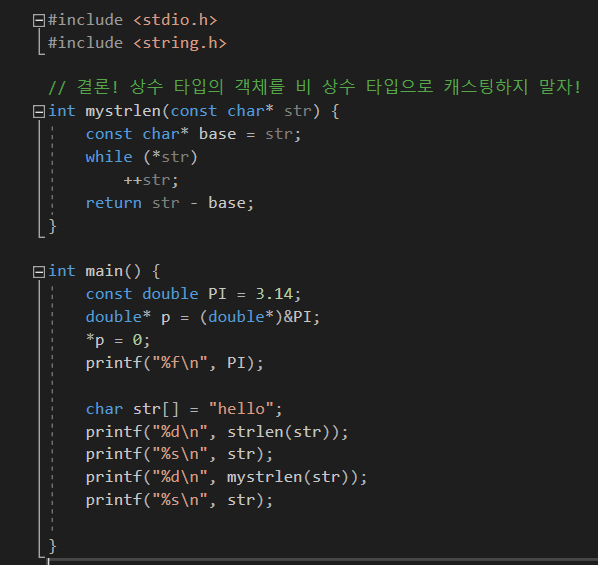 #include <stdio.h>
#include <string.h>
// 결론! 상수 타입의 객체를 비 상수 타입으로 캐스팅하지 말자!
int mystrlen(const char* str) {
    const char* base = str;
    while (*str)
        ++str;
    return str - base;
}
int main() {
    const double PI = 3.14;
    double* p = (double*)&PI;
    *p = 0;
    printf("%f\n", PI);
    char str[] = "hello";
    printf("%d\n", strlen(str));
    printf("%s\n", str);
    printf("%d\n", mystrlen(str));
    printf("%s\n", str);
}